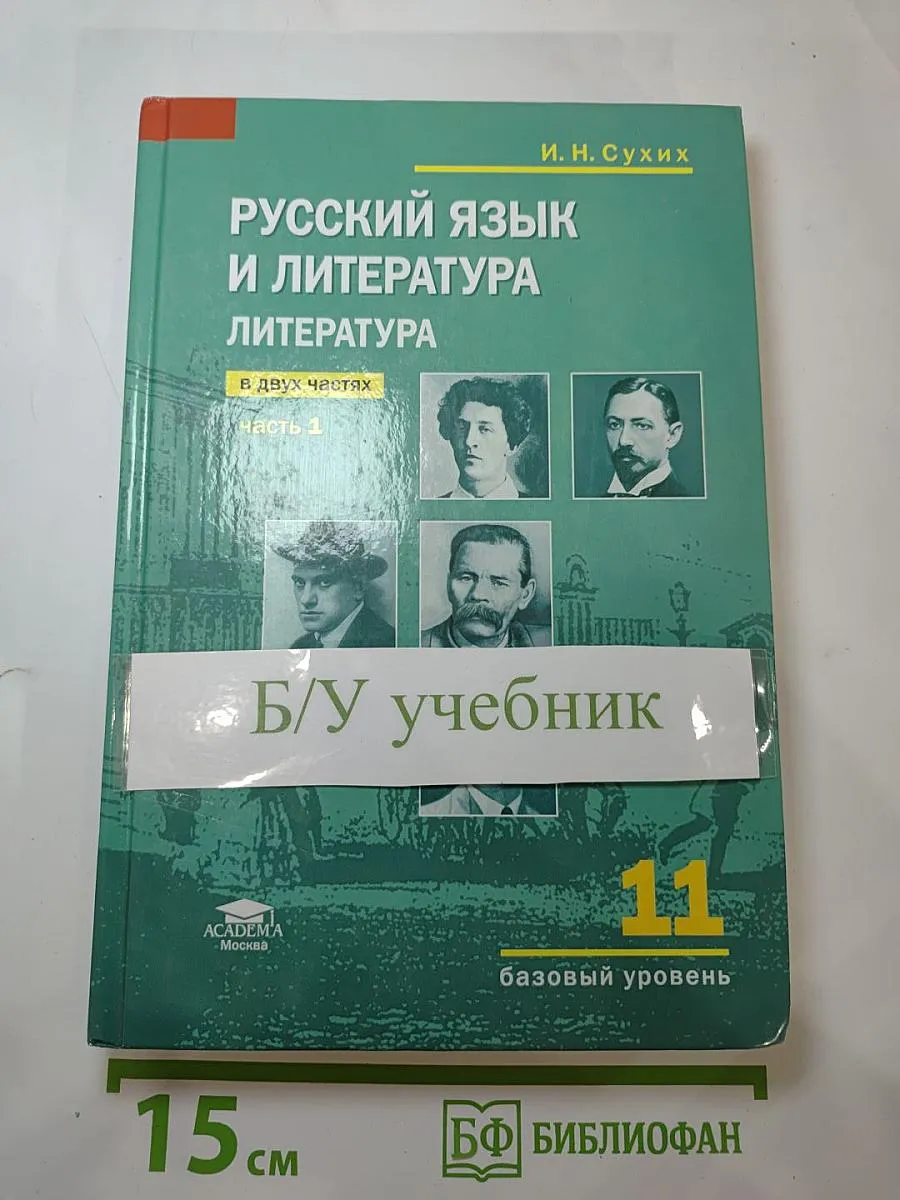 И. Н. Сухих
РУССКИЙ ЯЗЫК
И ЛИТЕРАТУРА
ЛИТЕРАТУРА
в двух частях
часть 1
Б/У учебник
11
базовый уровень
ACADEMA
Москва
15 см
БФ БИБЛИОФАН